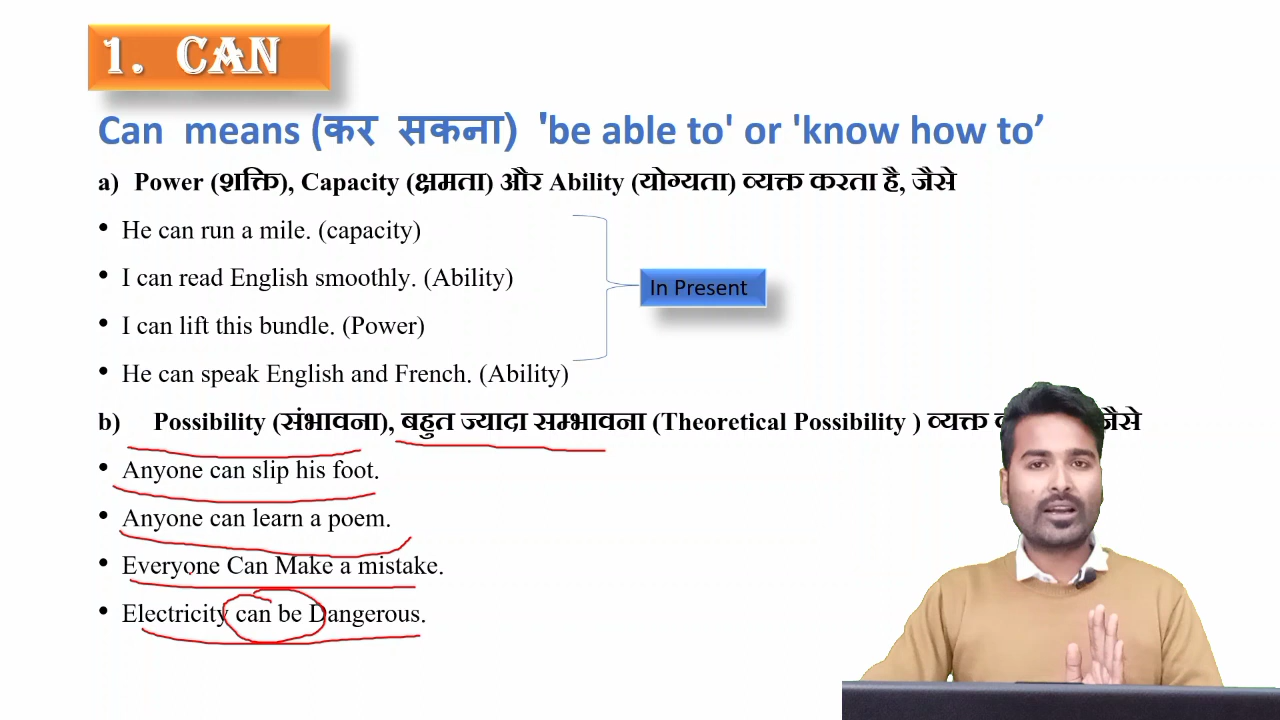 1. CAN
Can means (कर सकना) 'be able to' or 'know how to’
a) Power (शक्ति), Capacity (क्षमता) और Ability (योग्यता) व्यक्त करता है, जैसे
• He can run a mile. (capacity)
• I can read English smoothly. (Ability)
In Present
• I can lift this bundle. (Power)
• He can speak English and French. (Ability)
b) Possibility (संभावना), बहुत ज्यादा सम्भावना (Theoretical Possibility ) व्यक्त जैसे
• Anyone can slip his foot.
• Anyone can learn a poem.
• Everyone Can Make a mistake.
• Electricity can be Dangerous.